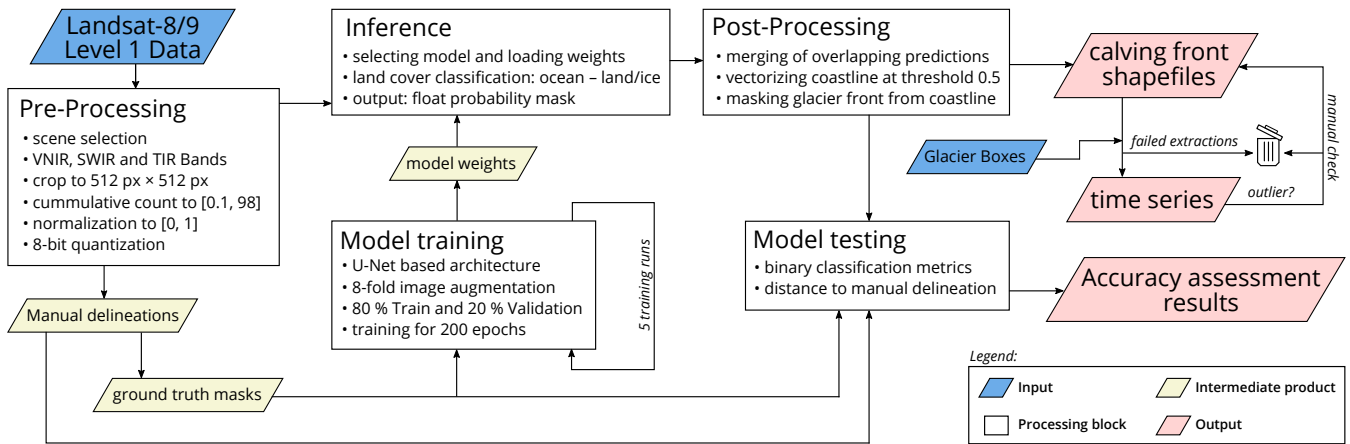 Landsat-8/9
Level 1 Data
Pre-Processing
• scene selection
• VNIR, SWIR and TIR Bands
• crop to 512 px × 512 px
• cummulative count to [0.1, 98]
• normalization to [0, 1]
• 8-bit quantization
Manual delineations
ground truth masks
Inference
• selecting model and loading weights
• land cover classification: ocean – land/ice
• output: float probability mask
model weights
Model training
• U-Net based architecture
• 8-fold image augmentation
• 80 % Train and 20 % Validation
• training for 200 epochs
5 training runs
Post-Processing
• merging of overlapping predictions
• vectorizing coastline at threshold 0.5
• masking glacier front from coastline
Glacier Boxes
Model testing
• binary classification metrics
• distance to manual delineation
calving front
shapefiles
failed extractions
manual check
time series
outlier?
Accuracy assessment
results
Legend:
Input
Intermediate product
Processing block
Output